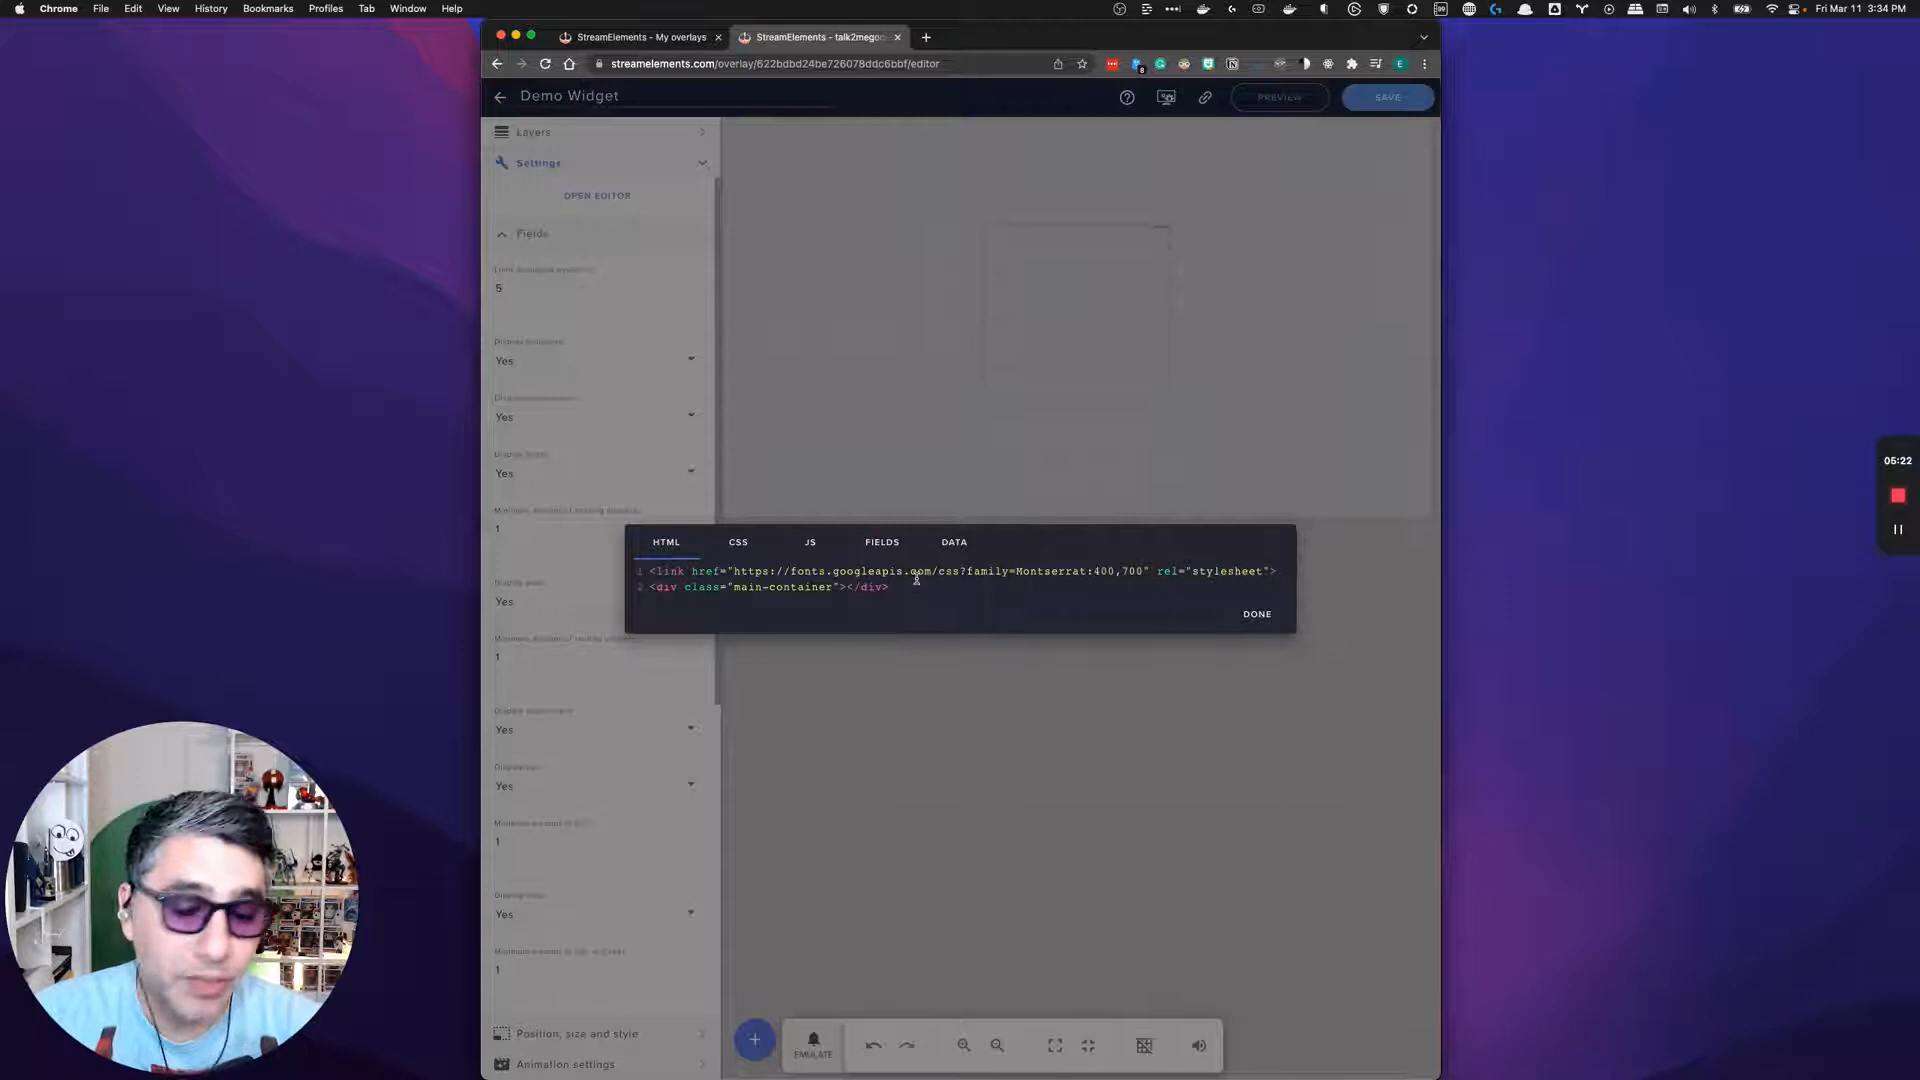 Chrome File Edit View History Bookmarks Profiles Tab Window Help
Fri Mar 11 3:34 PM
StreamElements - My overlays
StreamElements - talk2mego
streamelements.com/overlay/622bdbd24be726078ddc6bbf/editor
8
E
Demo Widget
PREVIEW
SAVE
Layers
Settings
OPEN EDITOR
Fields
5
Yes
Yes
Yes
1
Yes
1
Yes
Yes
1
Yes
1
Position, size and style
Animation settings
HTML CSS JS FIELDS DATA
1 <link href="https://fonts.googleapis.com/css?family=Montserrat:400,700" rel="stylesheet">
2 <div class="main-container"></div>
DONE
EMULATE
05:22